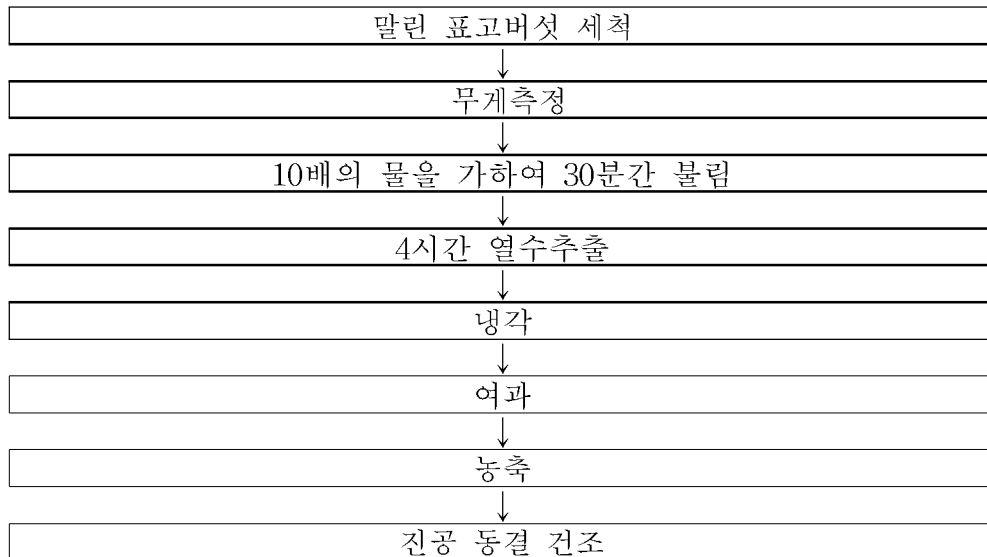 말린 표고버섯 세척
무게측정
10배의 물을 가하여 30분간 불림
4시간 열수추출
냉각
여과
농축
진공 동결 건조